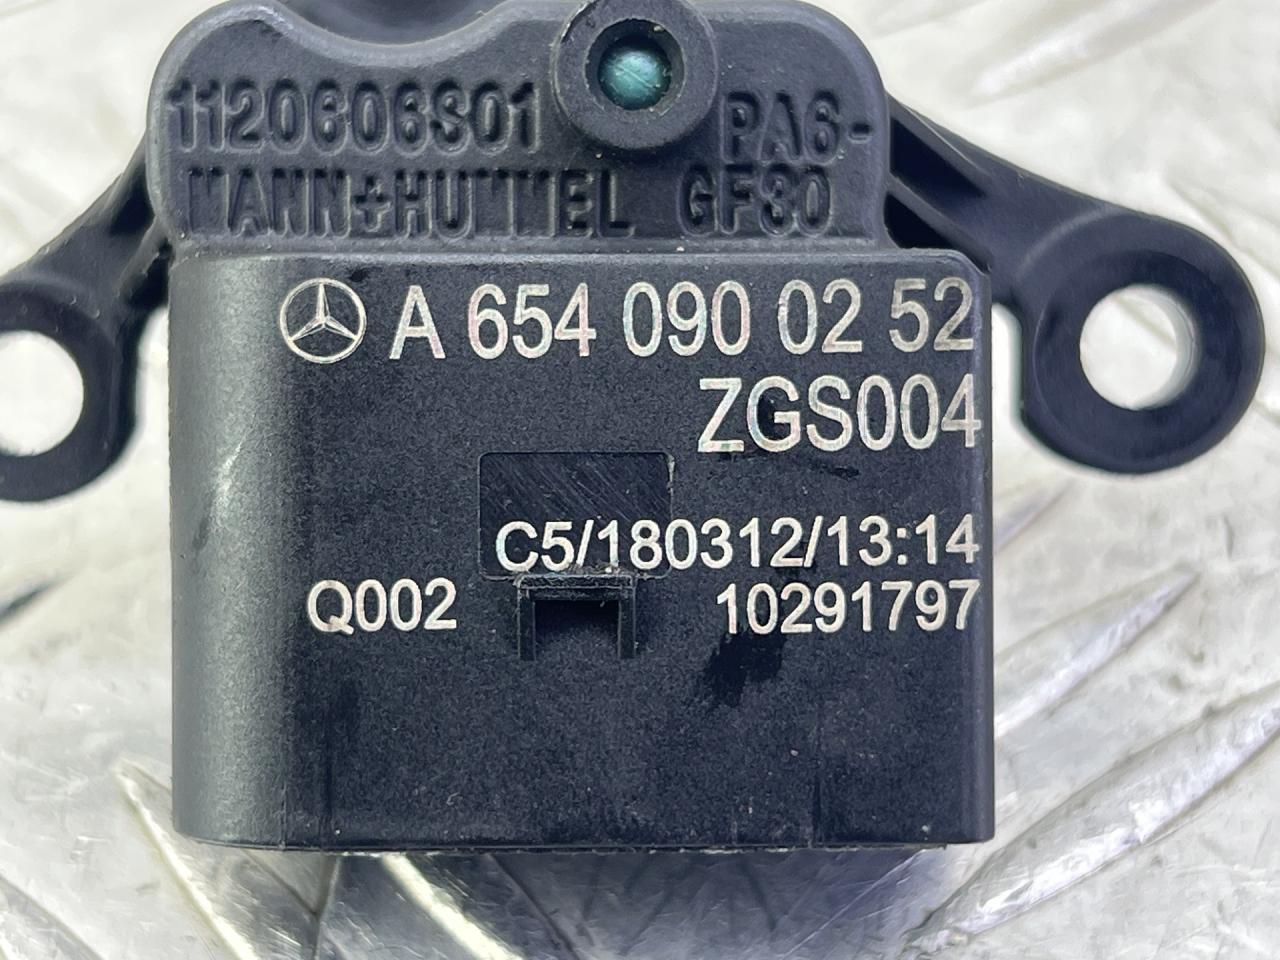 1120606S01 PA6-
MANN+HUMMEL GF30
A 654 090 02 52
ZGS004
C5/180312/13:14
Q002 10291797